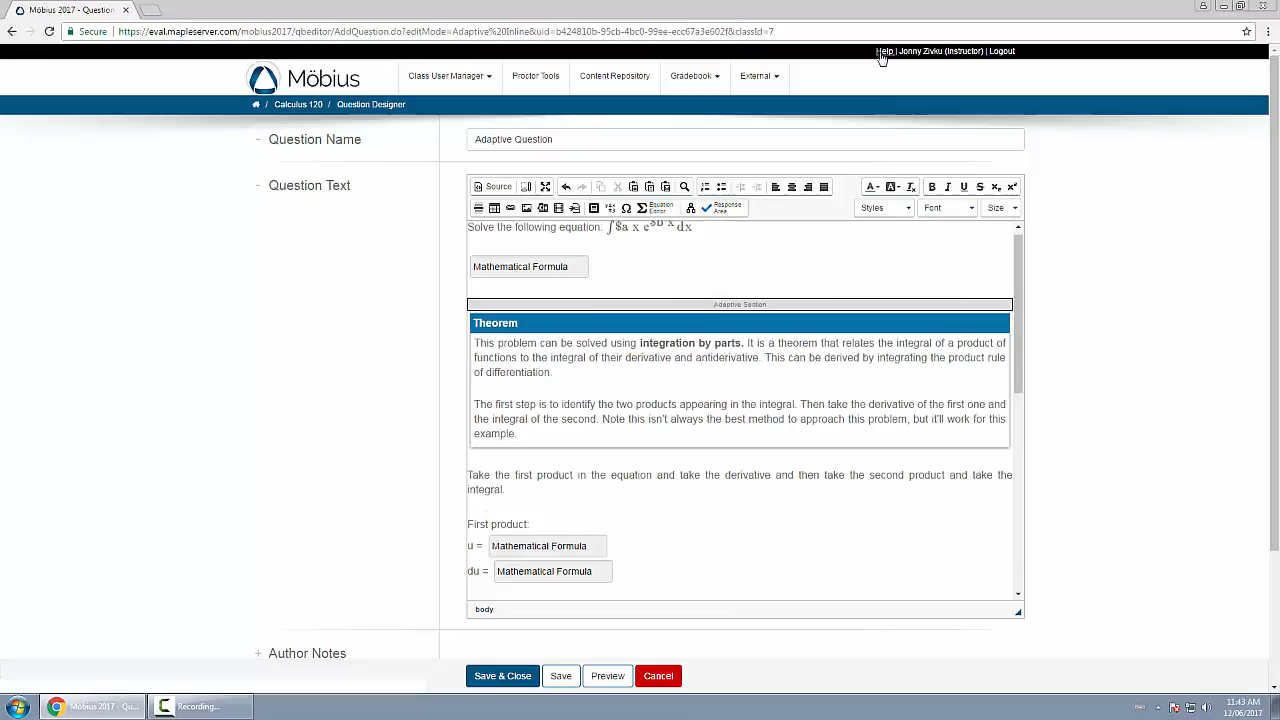 Möbius 2017 - Question
Secure | https://eval.mapleserver.com/mobius2017/qbeditor/AddQuestion.do?editMode=Adaptive%20Inline&uid=b424810b-95cb-4bc0-99ee-ecc67a3e602f&classId=7
Help | Jonny Zivku (Instructor) | Logout
Möbius
Class User Manager
Proctor Tools
Content Repository
Gradebook
External
Calculus 120 / Question Designer
- Question Name
Adaptive Question
- Question Text
Source
Equation Editor
Response Area
Styles
Font
Size
Solve the following equation. ∫$a x e^$b x dx
Mathematical Formula
Adaptive Section
Theorem
This problem can be solved using integration by parts. It is a theorem that relates the integral of a product of
functions to the integral of their derivative and antiderivative. This can be derived by integrating the product rule
of differentiation.
The first step is to identify the two products appearing in the integral. Then take the derivative of the first one and
the integral of the second. Note this isn't always the best method to approach this problem, but it'll work for this
example.
Take the first product in the equation and take the derivative and then take the second product and take the
integral.
First product:
u = Mathematical Formula
du = Mathematical Formula
body
+ Author Notes
Save & Close
Save
Preview
Cancel
Möbius 2017 - Qu...
Recording...
11:43 AM
12/06/2017